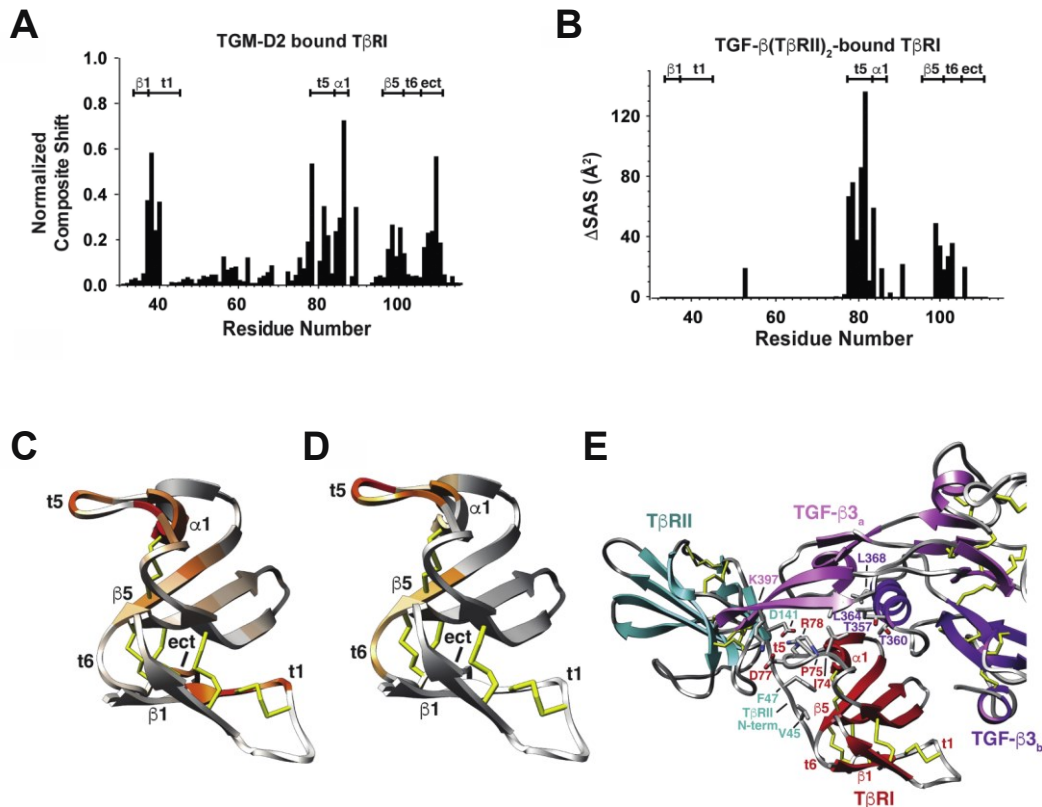 A
TGM-D2 bound TβRI
β1 t1 t5 α1 β5 t6 ect
1.0
0.8
0.6
0.4
0.2
0.0
Normalized
Composite Shift
40 60 80 100
Residue Number
B
TGF-β(TβRII)2-bound TβRI
β1 t1 t5 α1 β5 t6 ect
120
80
40
0
ΔSAS (Å²)
40 60 80 100
Residue Number
C
t5
α1
β5
ect
t6
t1
β1
D
t5
α1
β5
ect
t6
t1
β1
E
TGF-β3a
TβRII
L368
K397
D141
R78
L364
T357
T360
t5
α1
D77
P75
I74
F47
β5
TβRII
N-term
V45
TGF-β3b
t1
t6
β1
TβRI